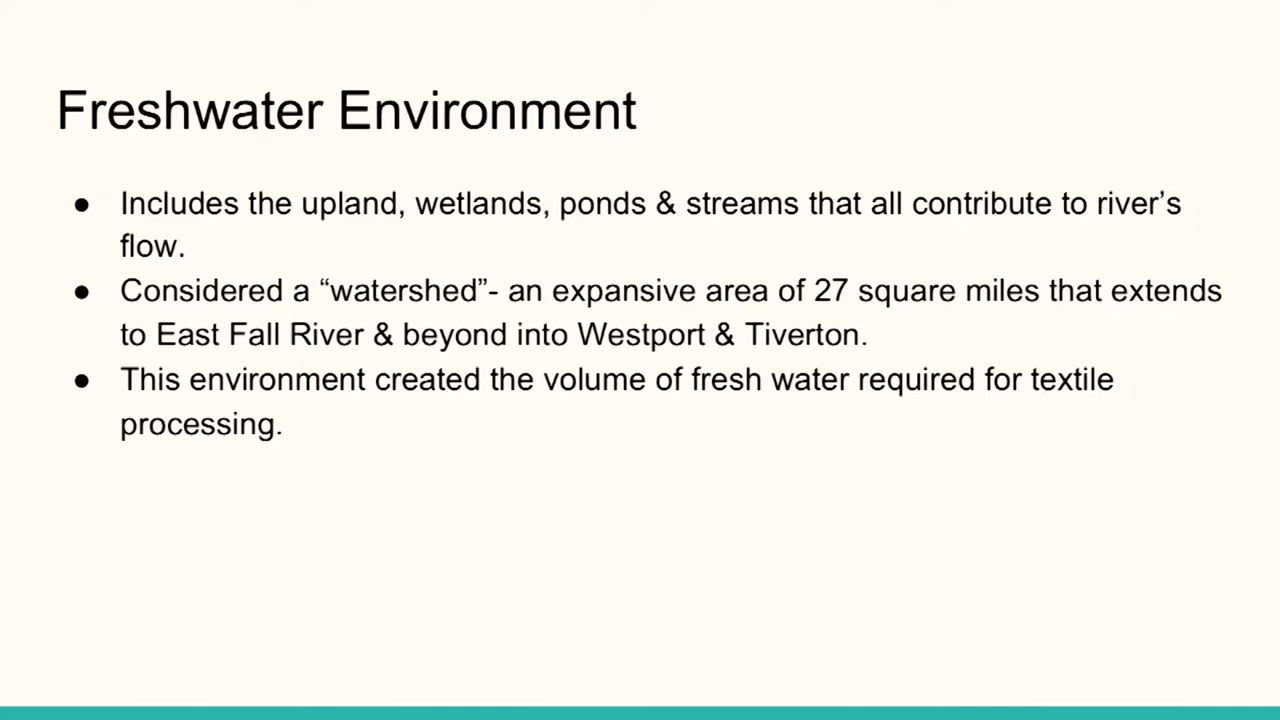 Freshwater Environment
● Includes the upland, wetlands, ponds & streams that all contribute to river’s
flow.
● Considered a “watershed”- an expansive area of 27 square miles that extends
to East Fall River & beyond into Westport & Tiverton.
● This environment created the volume of fresh water required for textile
processing.